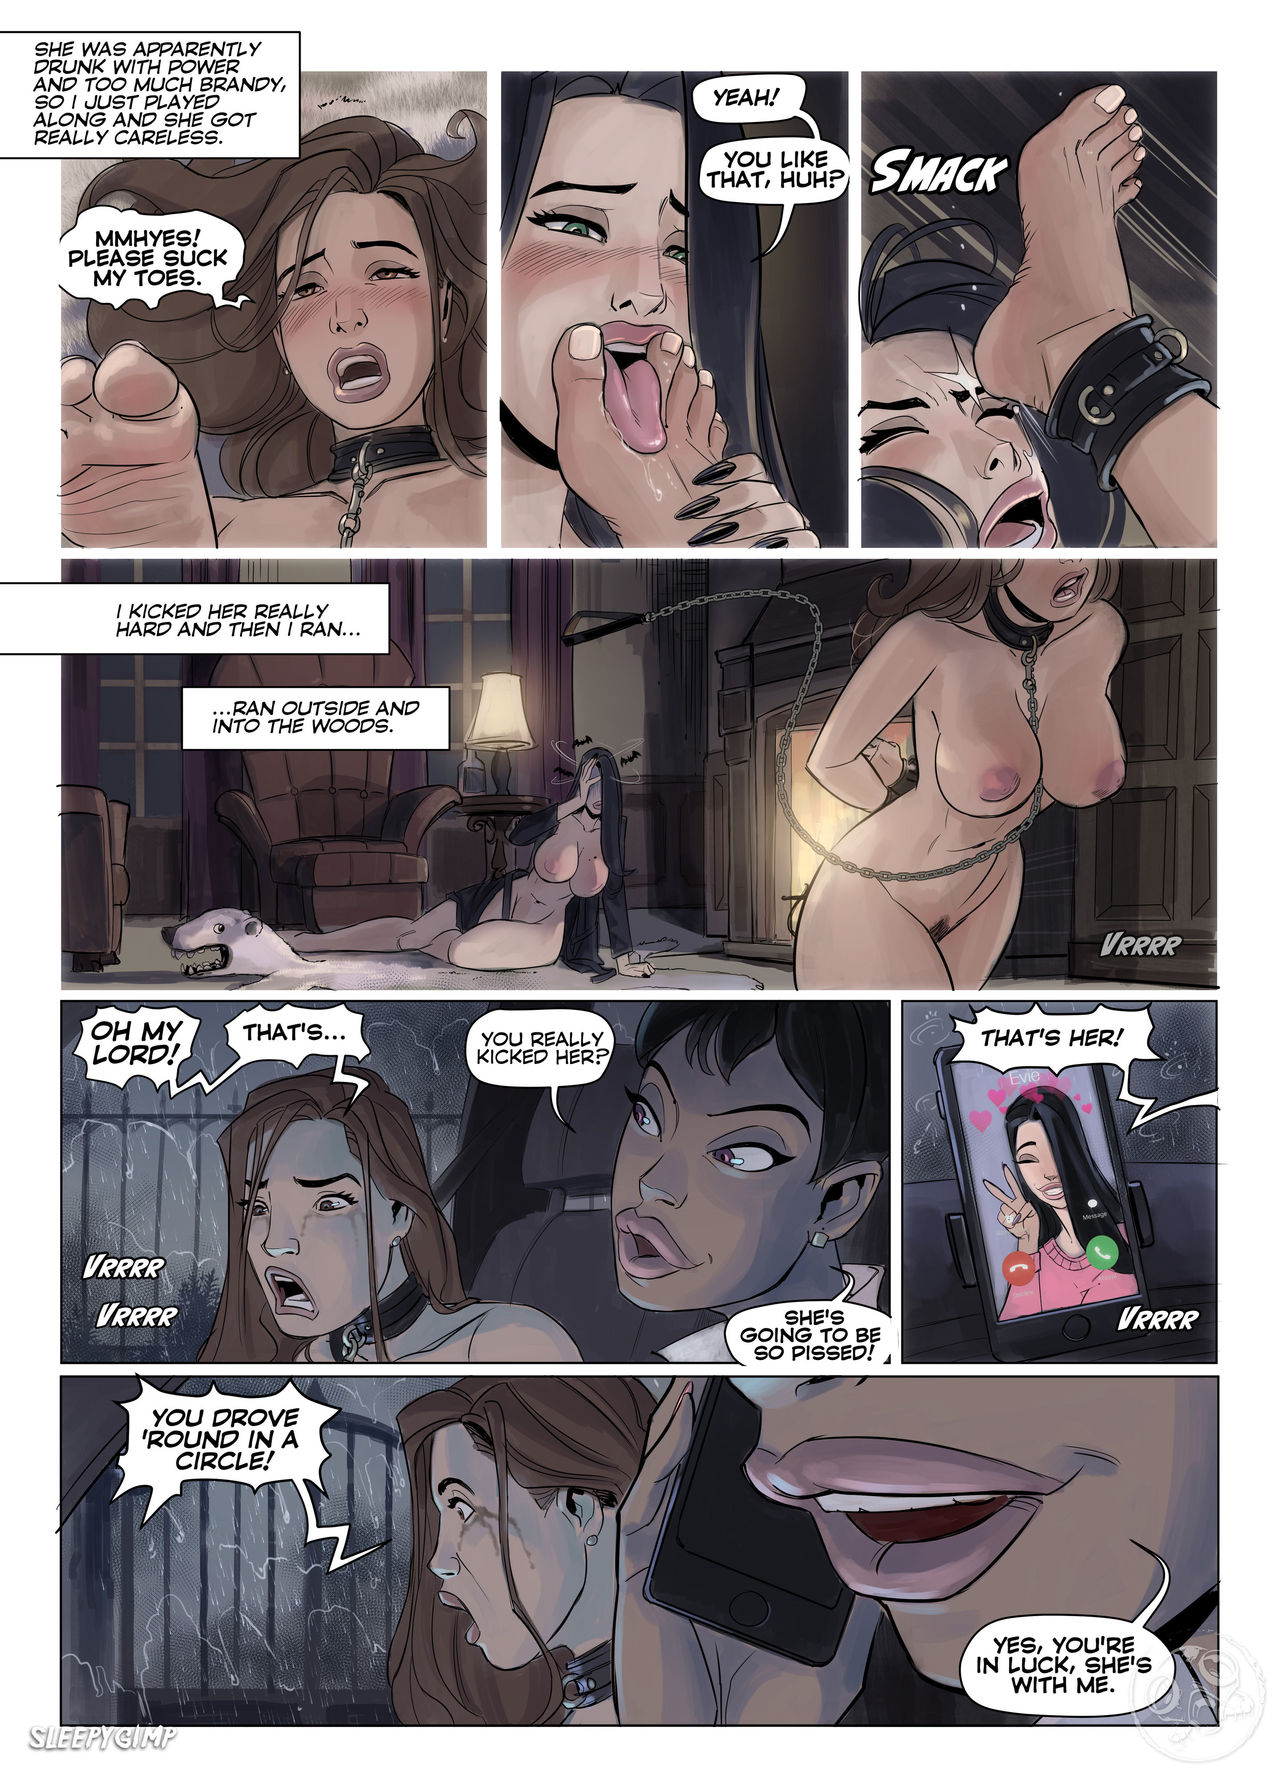 SHE WAS APPARENTLY
DRUNK WITH POWER
AND TOO MUCH BRANDY,
SO I JUST PLAYED
ALONG AND SHE GOT
REALLY CARELESS.
MMHYES!
PLEASE SUCK
MY TOES.
YEAH!
YOU LIKE
THAT, HUH?
SMACK
I KICKED HER REALLY
HARD AND THEN I RAN...
...RAN OUTSIDE AND
INTO THE WOODS.
VRRRR
OH MY
LORD!
THAT'S...
YOU REALLY
KICKED HER?
VRRRR
VRRRR
SHE'S
GOING TO BE
SO PISSED!
THAT'S HER!
Evie
Message
VRRRR
YOU DROVE
'ROUND IN A
CIRCLE!
YES, YOU'RE
IN LUCK, SHE'S
WITH ME.
SLEEPYGIMP